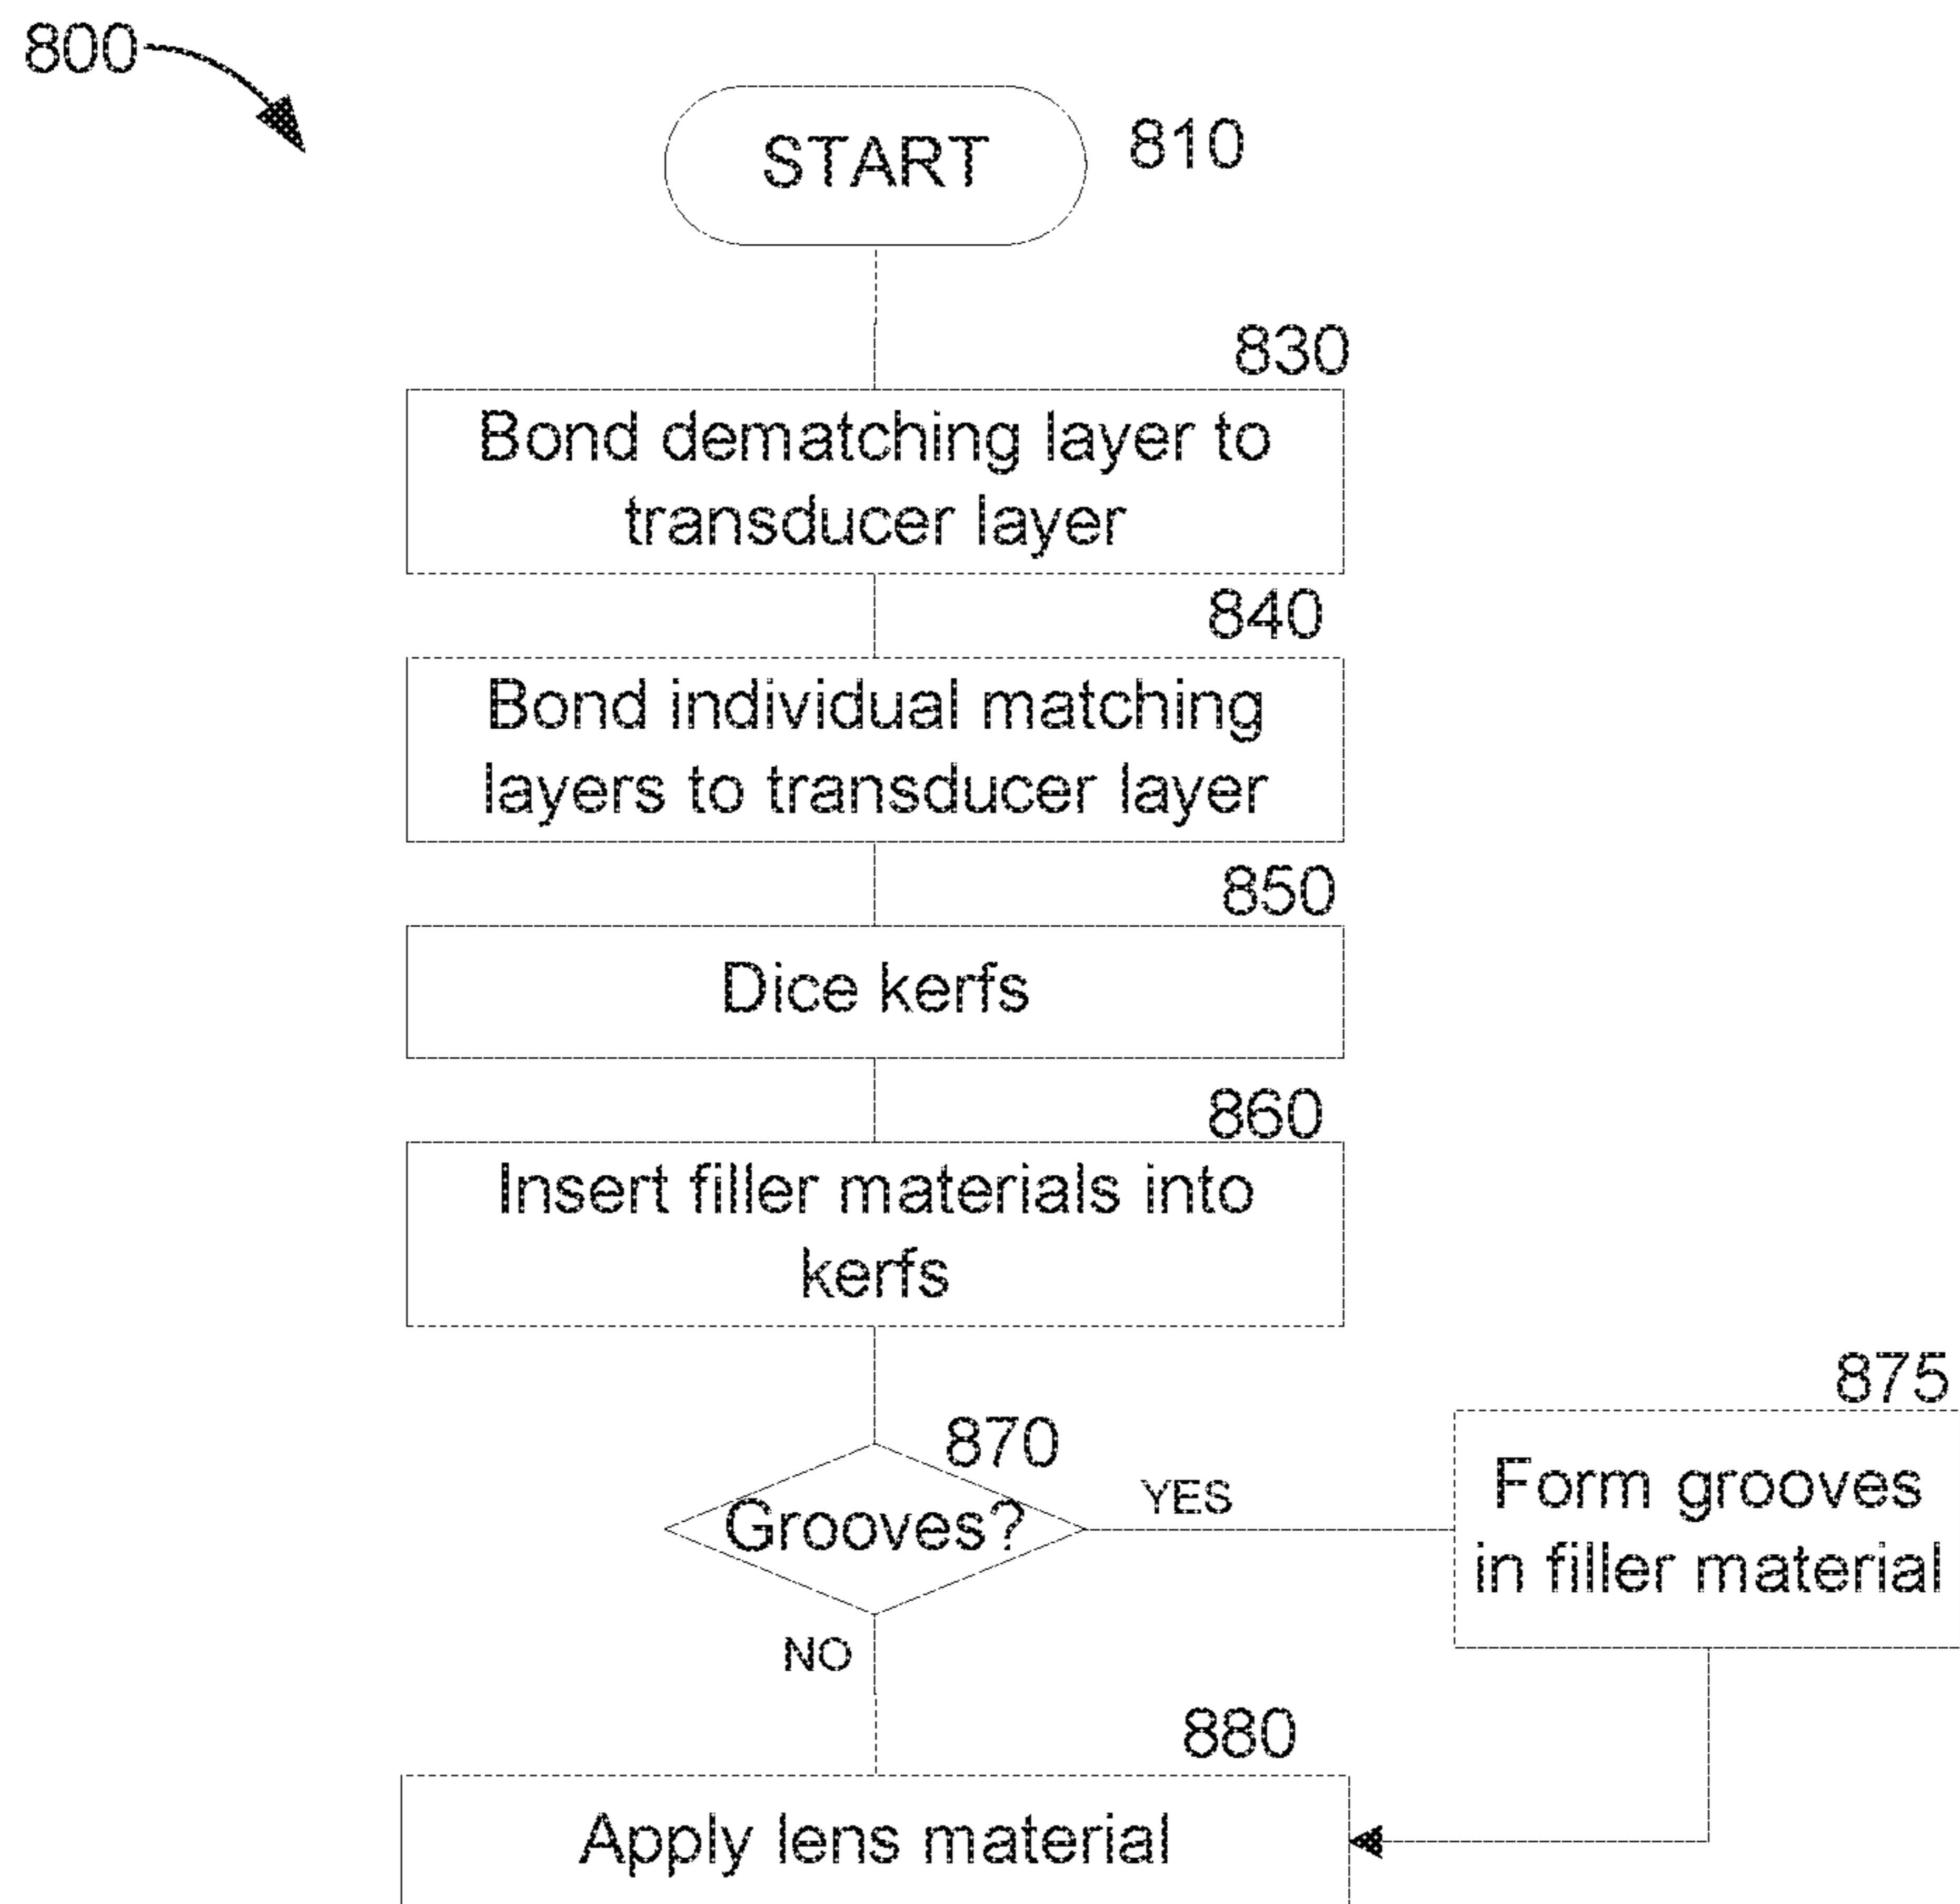 800
START
810
830
Bond dematching layer to
transducer layer
840
Bond individual matching
layers to transducer layer
850
Dice kerfs
860
Insert filler materials into
kerfs
870
Grooves?
YES
875
Form grooves
in filler material
NO
880
Apply lens material